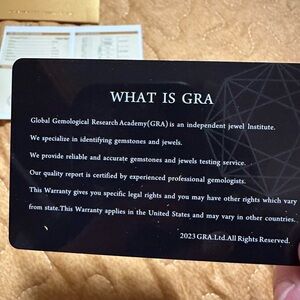 WHAT IS GRA
Global Gemological Research Academy(GRA) is an independent jewel Institute.
We specialize in identifying gemstones and jewels.
We provide reliable and accurate gemstones and jewels testing service.
Our quality report is certified by experienced professional gemologists.
This Warranty gives you specific legal rights and you may have other rights which vary
from state.This Warranty applies in the United States and may vary in other countries.
2023 GRA.Ltd.All Rights Reserved.